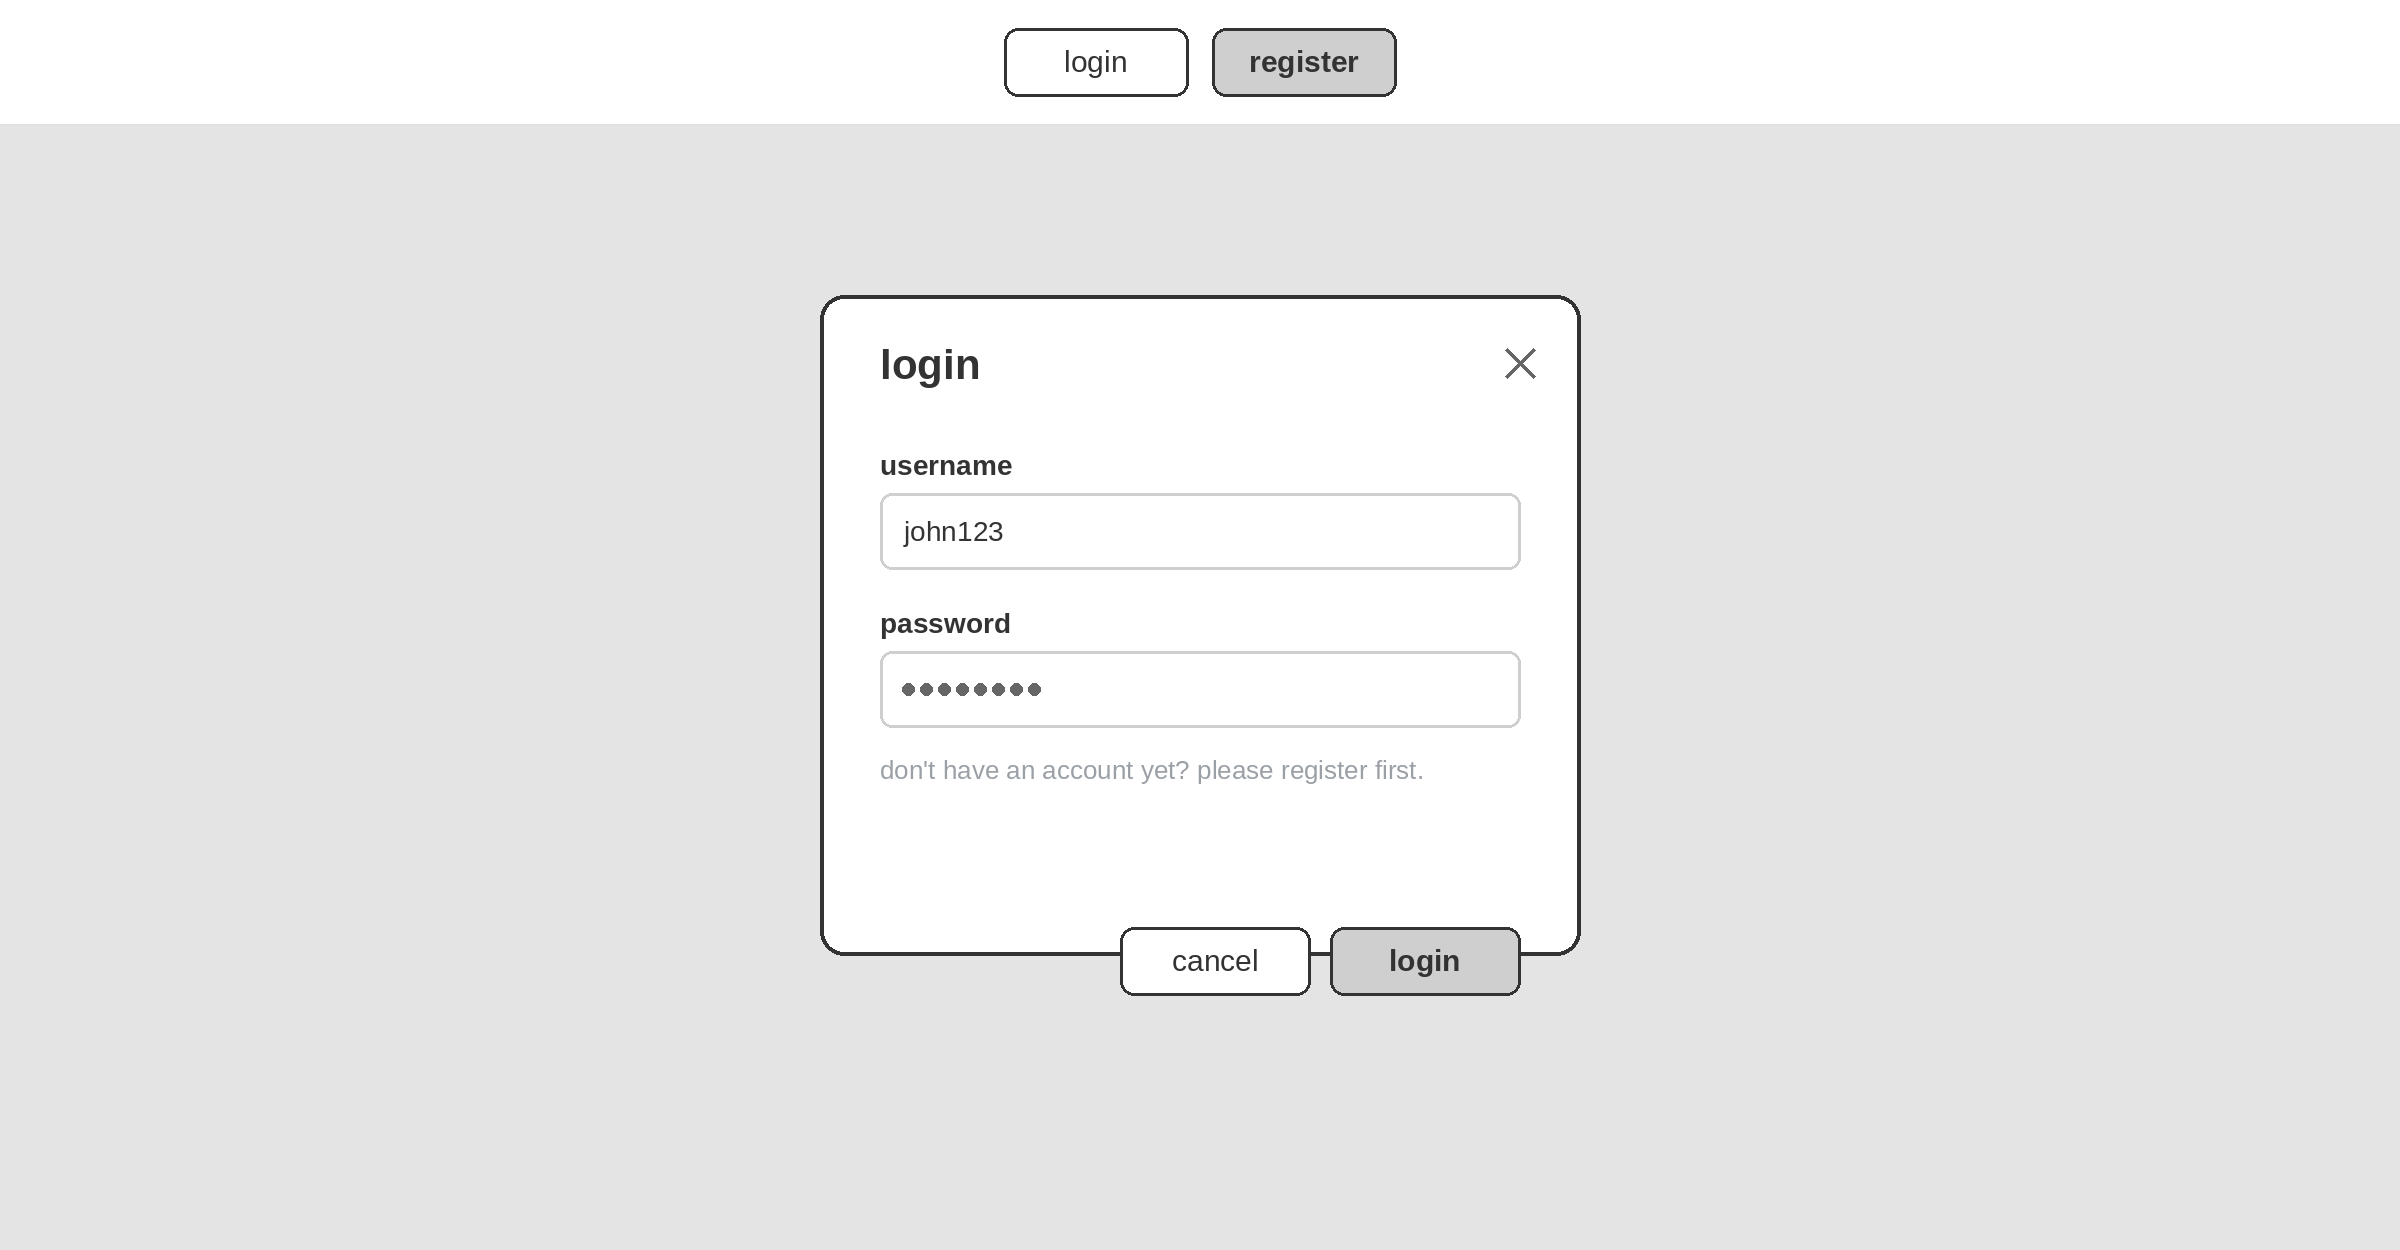 login register
login
username
john123
password
don't have an account yet? please register first.
cancel login